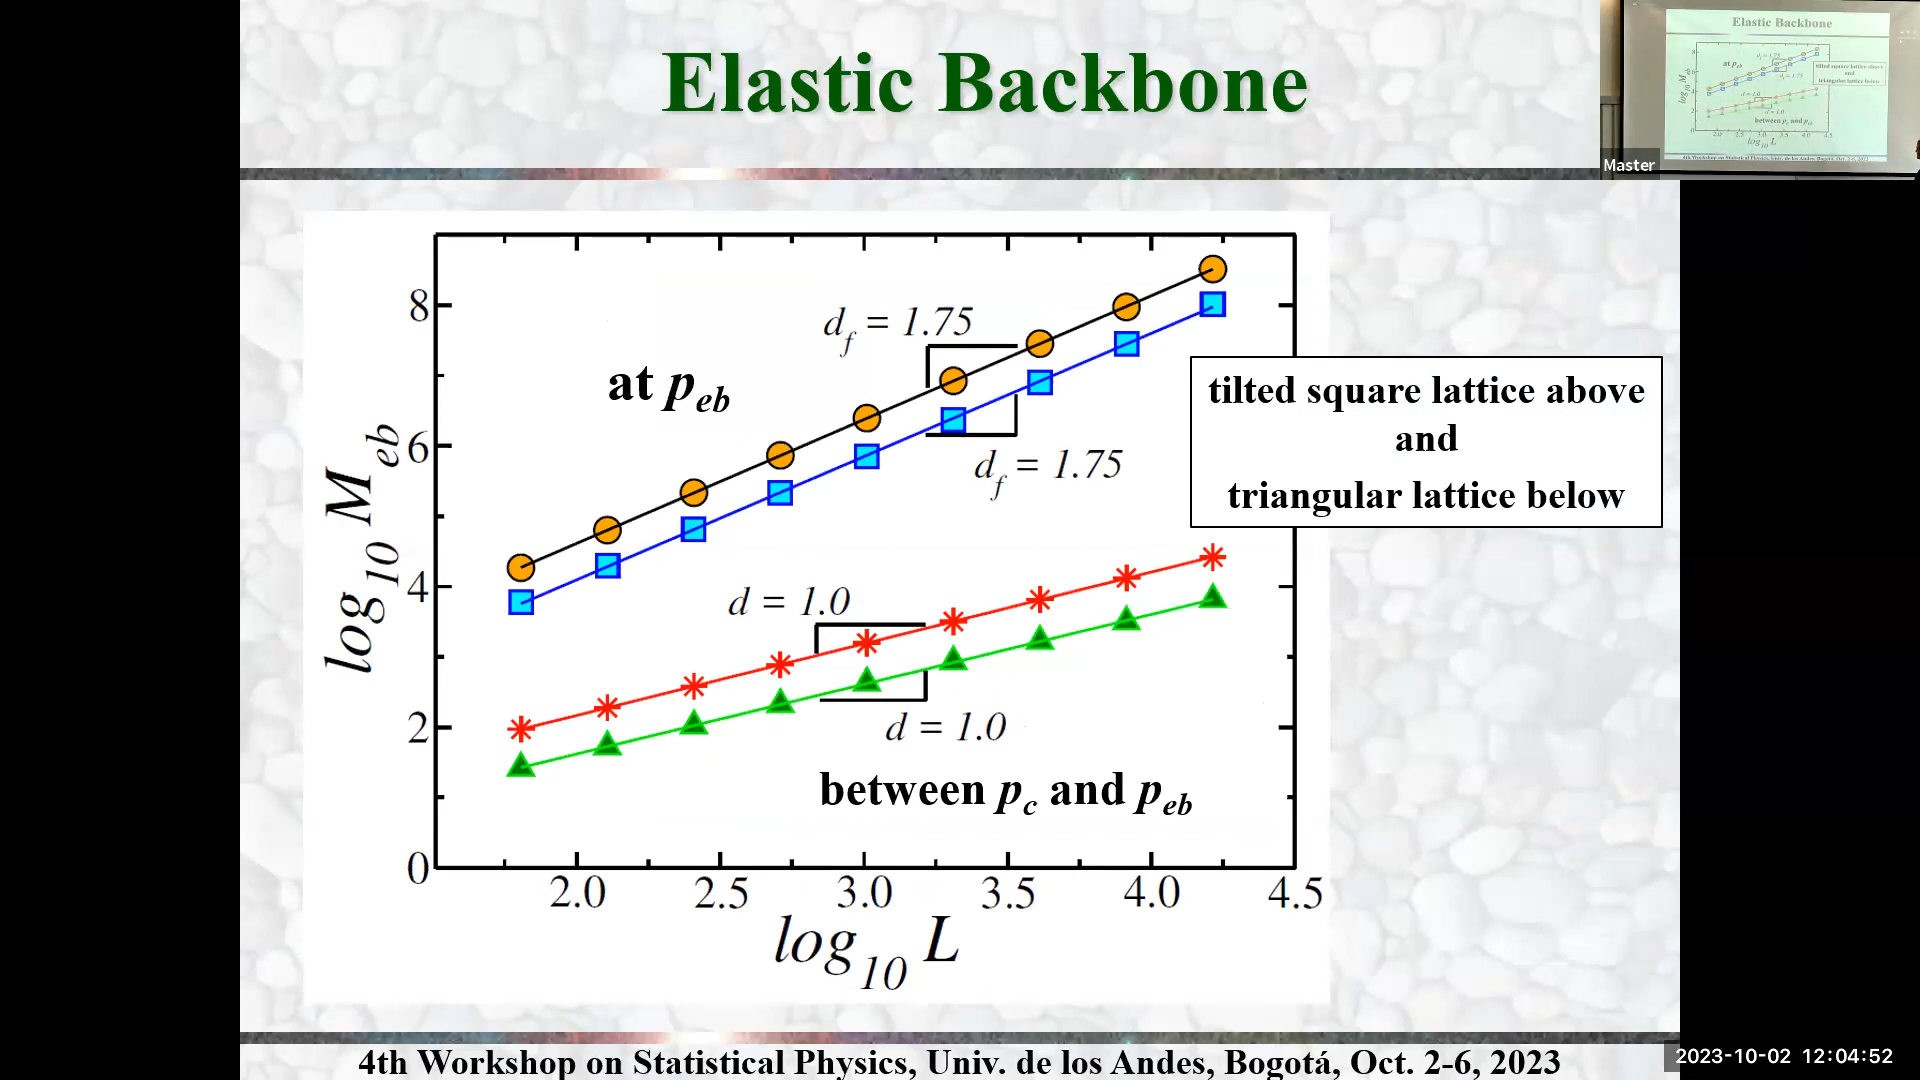 Elastic Backbone
Master
d_f = 1.75
at p_eb
d_f = 1.75
tilted square lattice above
and
triangular lattice below
d = 1.0
d = 1.0
between p_c and p_eb
log_10 M_eb
8
6
4
2
0
2.0 2.5 3.0 3.5 4.0 4.5
log_10 L
4th Workshop on Statistical Physics, Univ. de los Andes, Bogotá, Oct. 2-6, 2023
2023-10-02 12:04:52